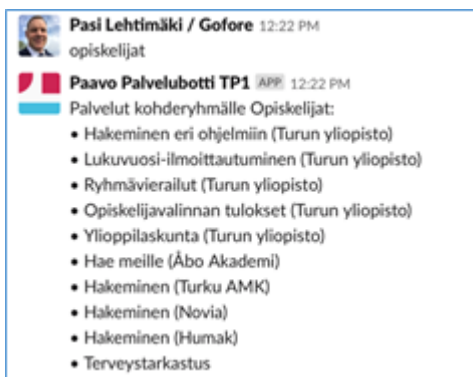 Pasi Lehtimäki / Gofore 12:22 PM
opiskelijat
Paavo Palvelubotti TP1 APP 12:22 PM
Palvelut kohderyhmälle Opiskelijat:
• Hakeminen eri ohjelmiin (Turun yliopisto)
• Lukuvuosi-ilmoittautuminen (Turun yliopisto)
• Ryhmävierailut (Turun yliopisto)
• Opiskelijavalinnan tulokset (Turun yliopisto)
• Ylioppilaskunta (Turun yliopisto)
• Hae meille (Åbo Akademi)
• Hakeminen (Turku AMK)
• Hakeminen (Novia)
• Hakeminen (Humak)
• Terveystarkastus